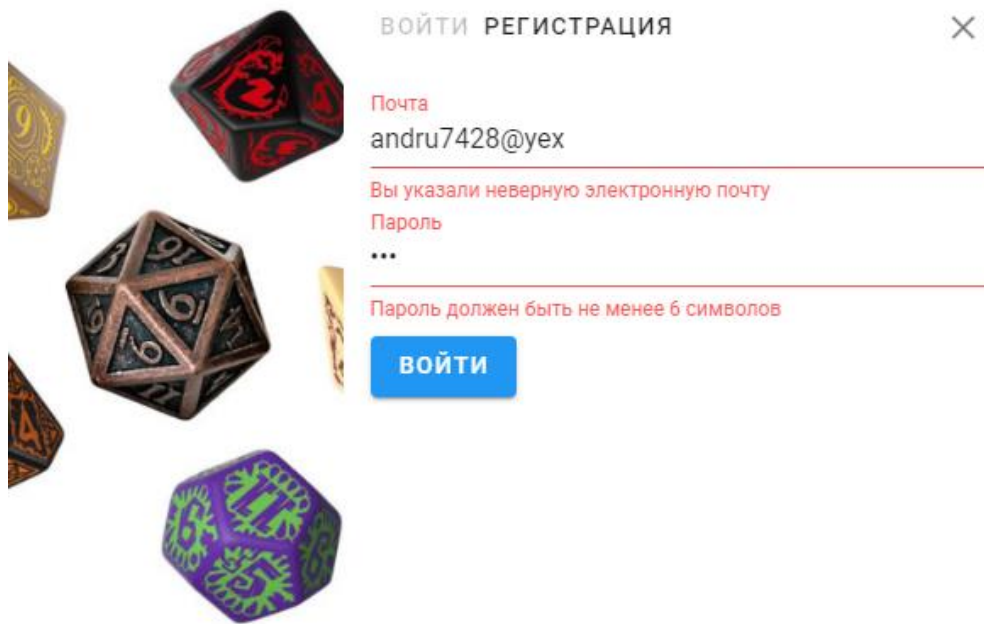 ВОЙТИ РЕГИСТРАЦИЯ
Почта
andru7428@yex
Вы указали неверную электронную почту
Пароль
•••
Пароль должен быть не менее 6 символов
ВОЙТИ